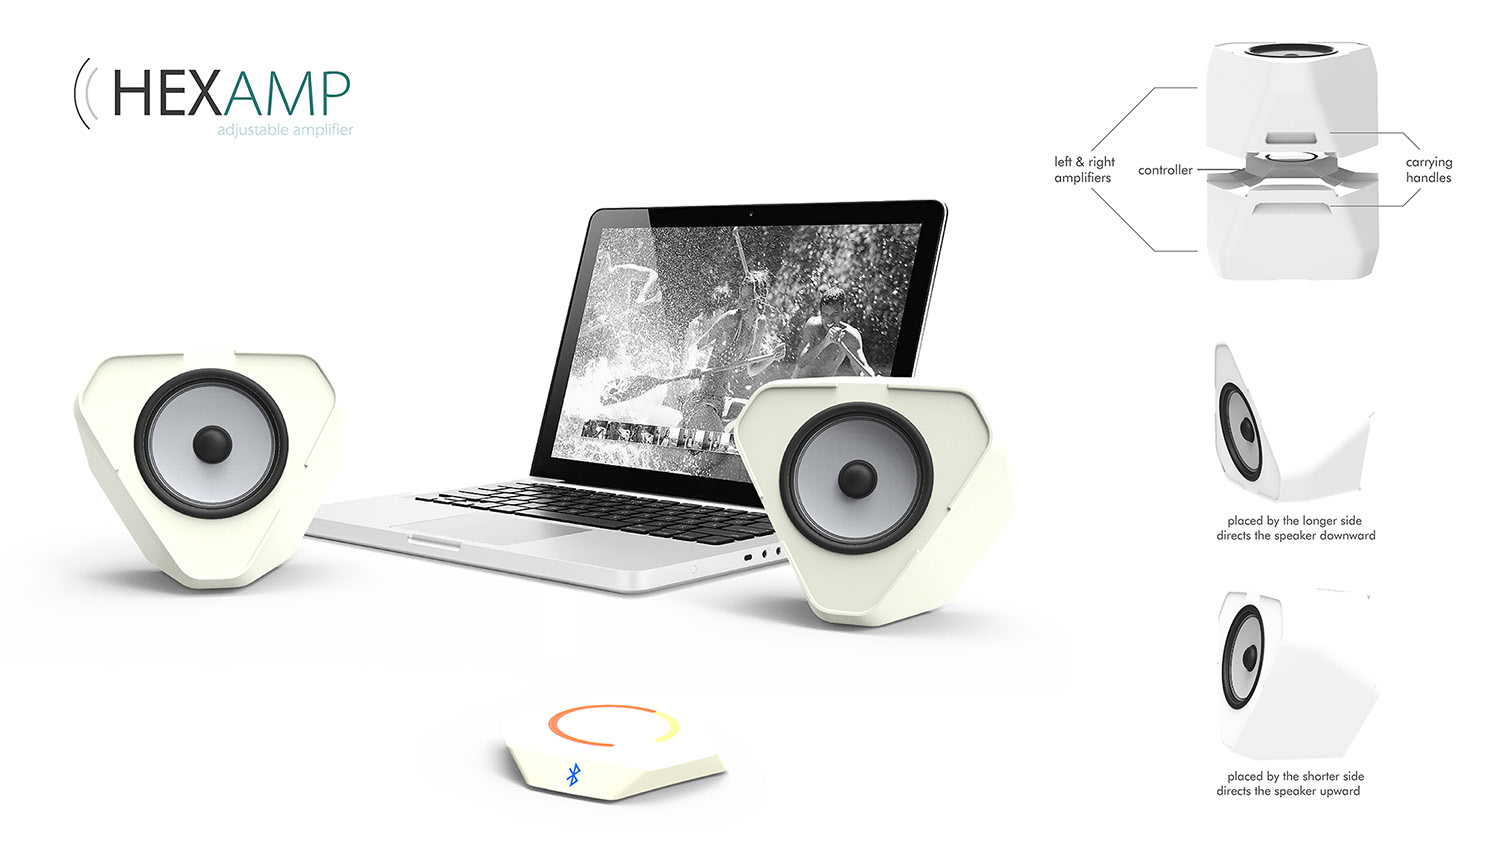 HEXAMP
adjustable amplifier
left & right
amplifiers
controller
carrying
handles
placed by the longer side
directs the speaker downward
placed by the shorter side
directs the speaker upward